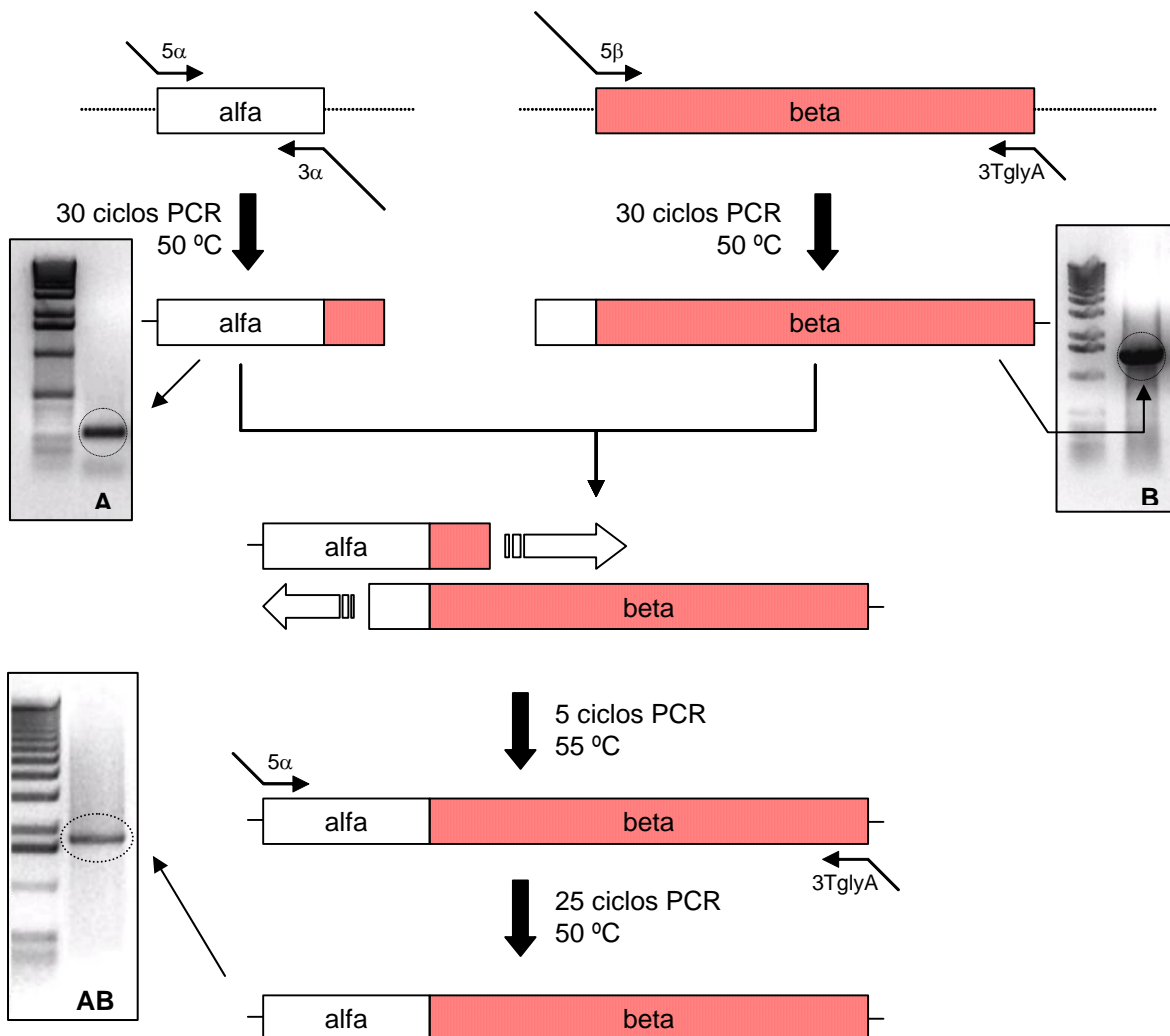 5α
5β
alfa
beta
3α
3TglyA
30 ciclos PCR
50 ºC
30 ciclos PCR
50 ºC
alfa
beta
A
B
alfa
beta
5 ciclos PCR
55 ºC
5α
alfa
beta
3TglyA
25 ciclos PCR
50 ºC
AB
alfa
beta